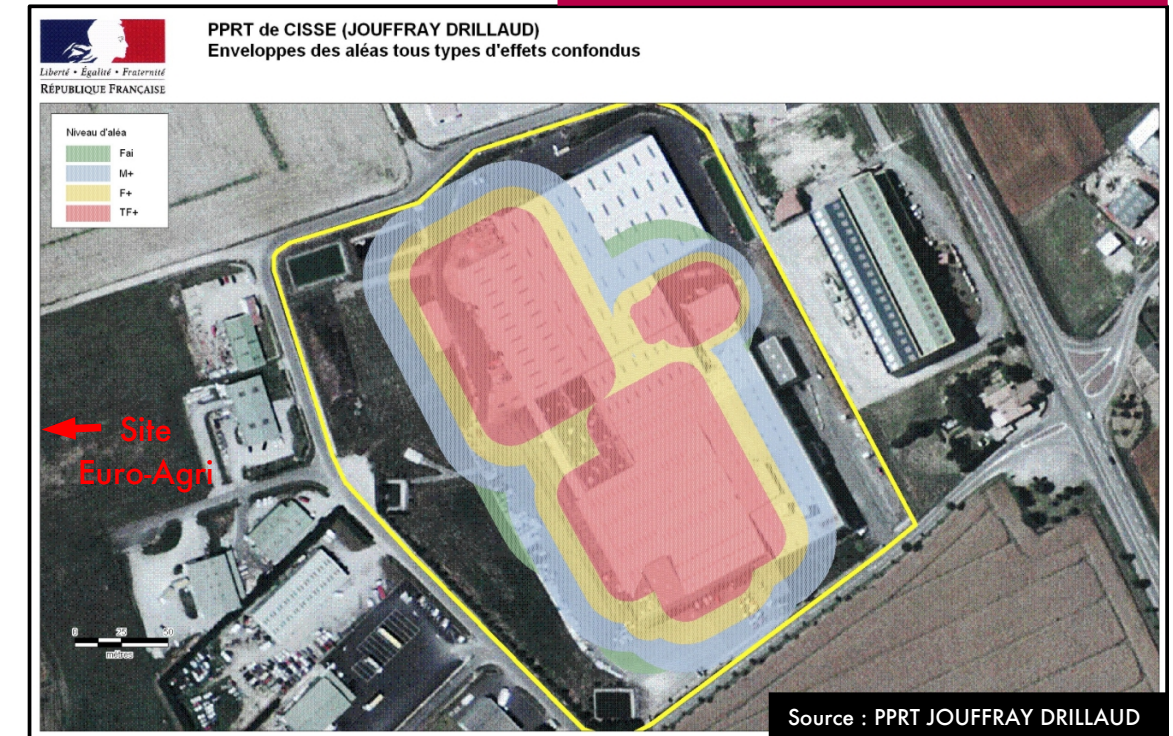 PPRT de CISSE (JOUFFRAY DRILLAUD)
Enveloppes des aléas tous types d'effets confondus
Liberté • Égalité • Fraternité
RÉPUBLIQUE FRANÇAISE
Niveau d'aléa
Fai
M+
F+
TF+
Site
Euro-Agri
0 25 50
mètres
Source : PPRT JOUFFRAY DRILLAUD